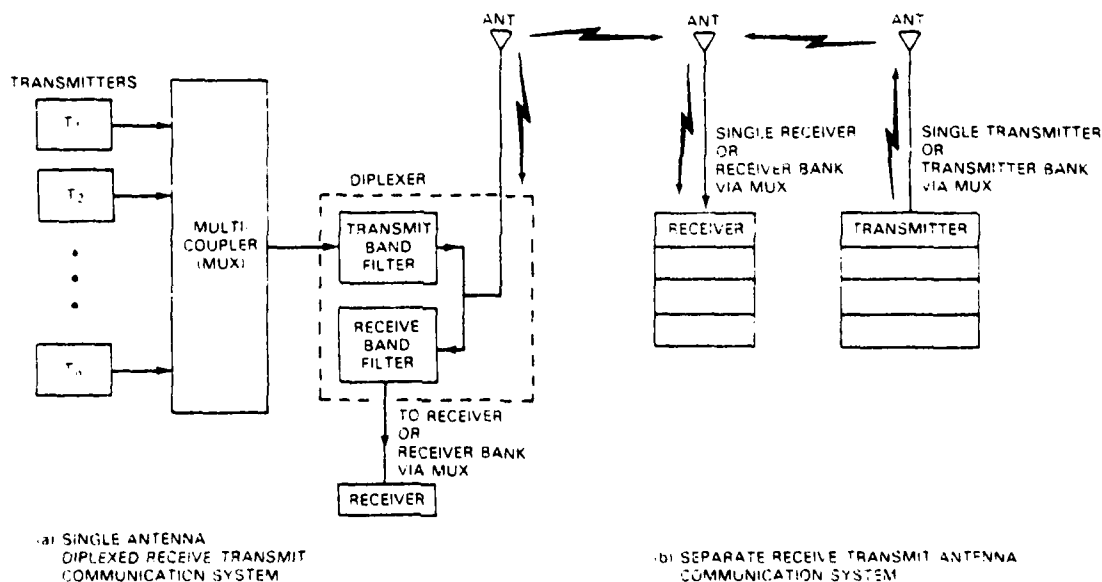 ANT
ANT
ANT
TRANSMITTERS
T1
T2
Tn
MULTI-
COUPLER
(MUX)
DIPLEXER
TRANSMIT
BAND
FILTER
RECEIVE
BAND
FILTER
TO RECEIVER
OR
RECEIVER BANK
VIA MUX
RECEIVER
SINGLE RECEIVER
OR
RECEIVER BANK
VIA MUX
RECEIVER
SINGLE TRANSMITTER
OR
TRANSMITTER BANK
VIA MUX
TRANSMITTER
(a) SINGLE ANTENNA
DIPLEXED RECEIVE TRANSMIT
COMMUNICATION SYSTEM
(b) SEPARATE RECEIVE TRANSMIT ANTENNA
COMMUNICATION SYSTEM